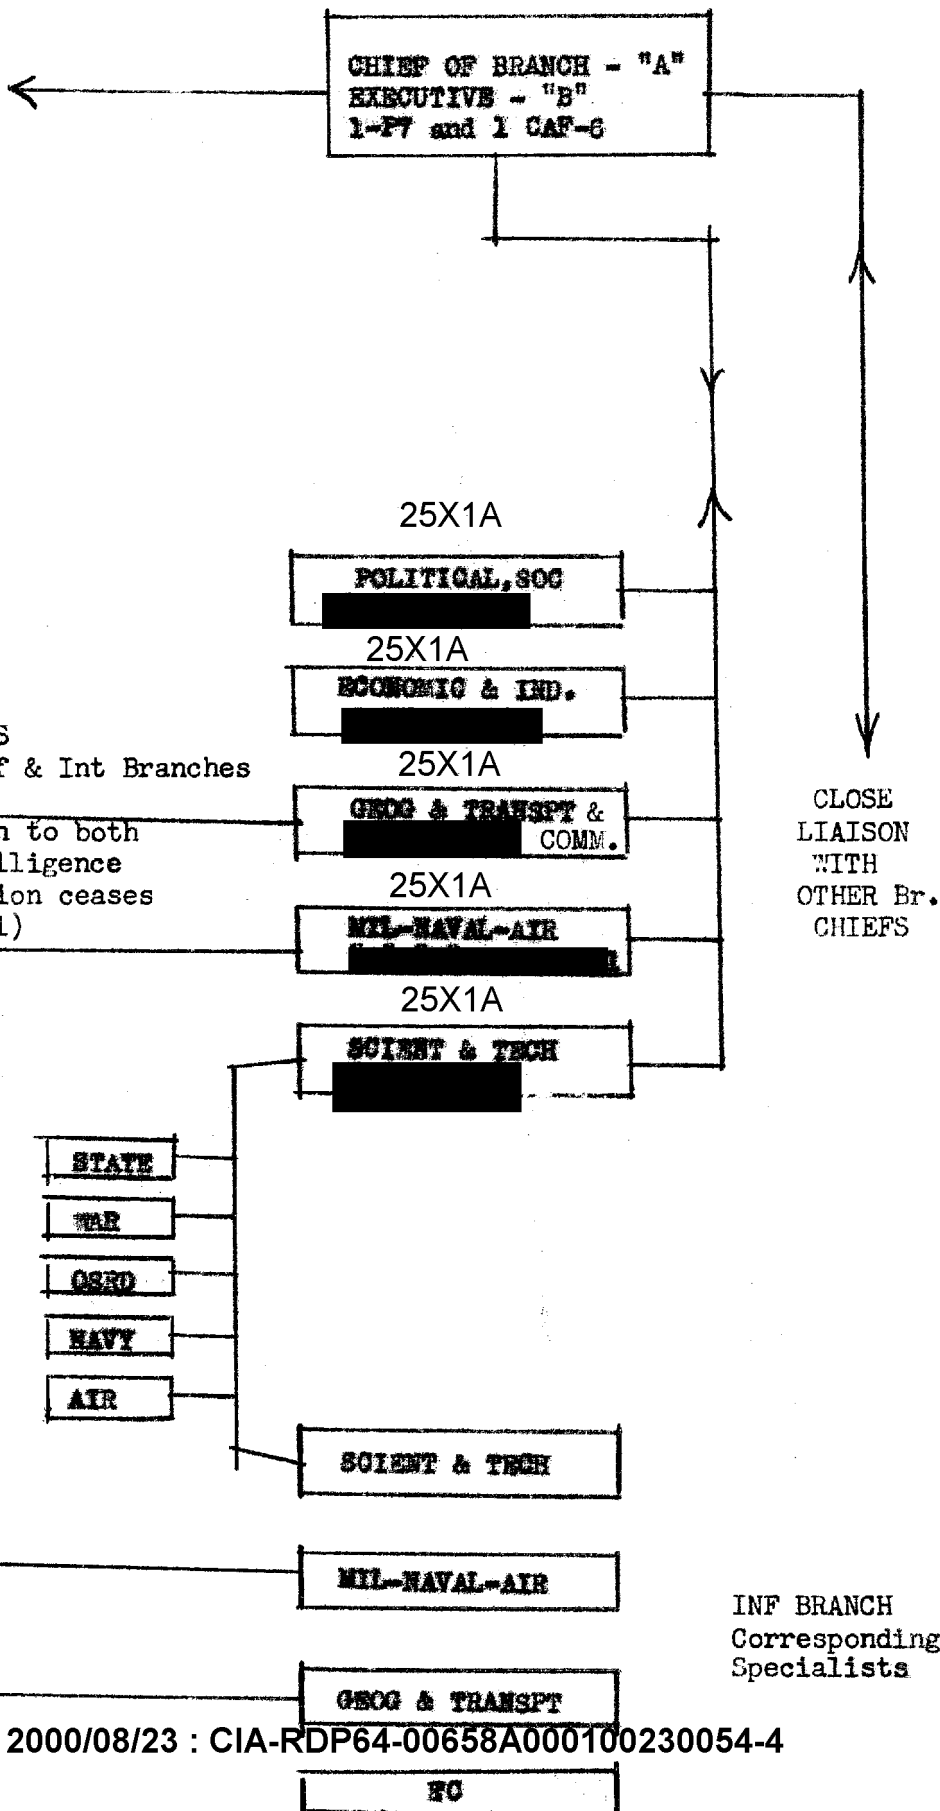 CHIEF OF BRANCH - "A"
EXECUTIVE - "B"
1-P7 and 1 CAF-6
25X1A
POLITICAL, SOC
25X1A
ECONOMIC & IND.
S
f & Int Branches
25X1A
GEOG & TRANSPT &
COMM.
n to both
lligence
ion ceases
1)
CLOSE
LIAISON
WITH
OTHER Br.
CHIEFS
25X1A
MIL-NAVAL-AIR
25X1A
SCIENT & TECH
STATE
WAR
OSRD
NAVY
AIR
SCIENT & TECH
MIL-NAVAL-AIR
INF BRANCH
Corresponding
Specialists
GEOG & TRANSPT
2000/08/23 : CIA-RDP64-00658A000100230054-4